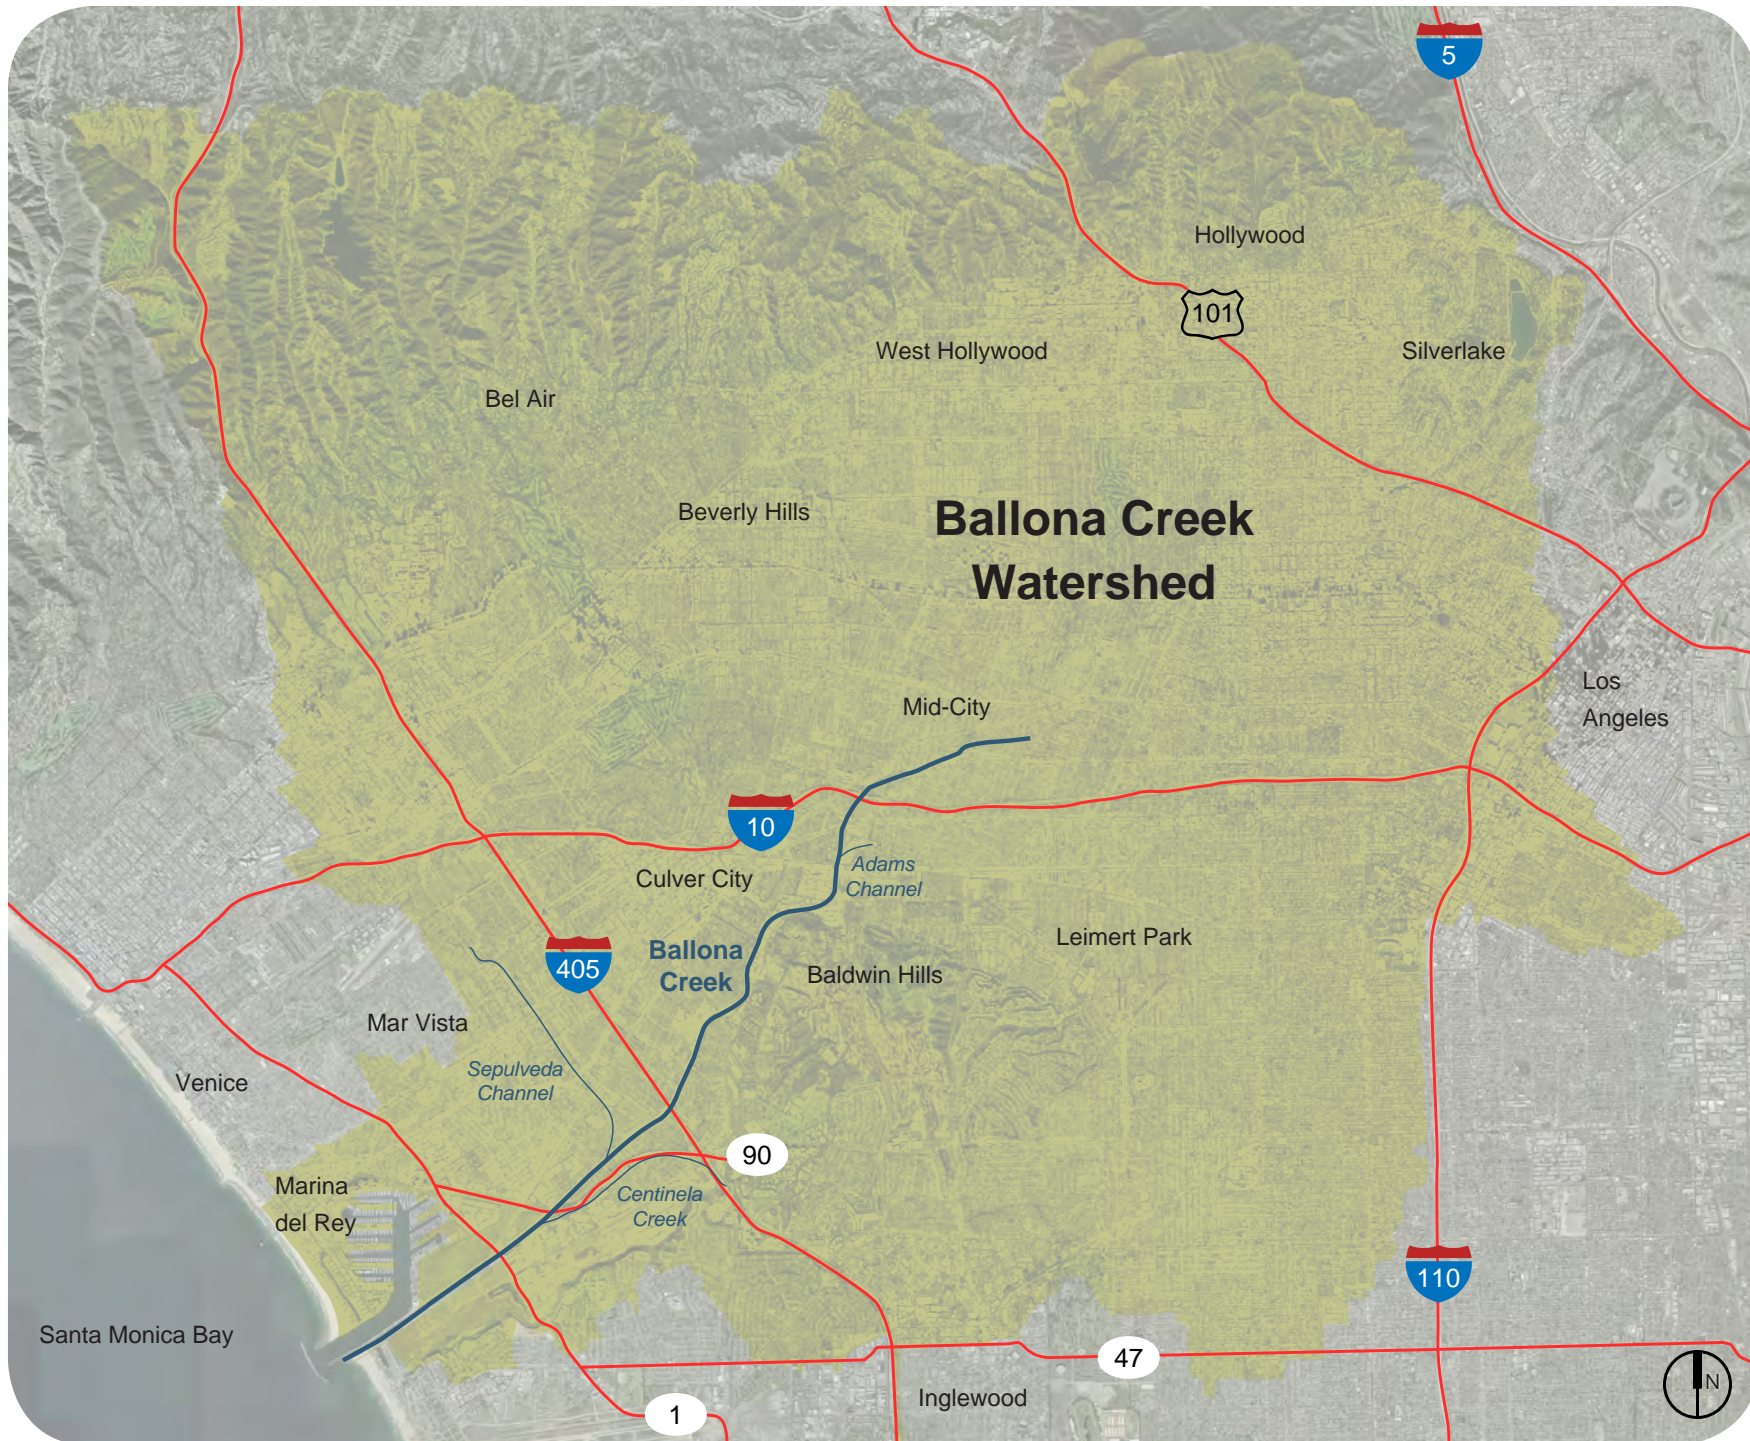 5
Hollywood
101
West Hollywood
Silverlake
Bel Air
Beverly Hills
Ballona Creek
Watershed
Los
Angeles
Mid-City
10
Adams
Channel
Culver City
Leimert Park
Ballona
Creek
405
Baldwin Hills
Mar Vista
Sepulveda
Channel
Venice
90
Marina
del Rey
Centinela
Creek
110
Santa Monica Bay
47
N
Inglewood
1